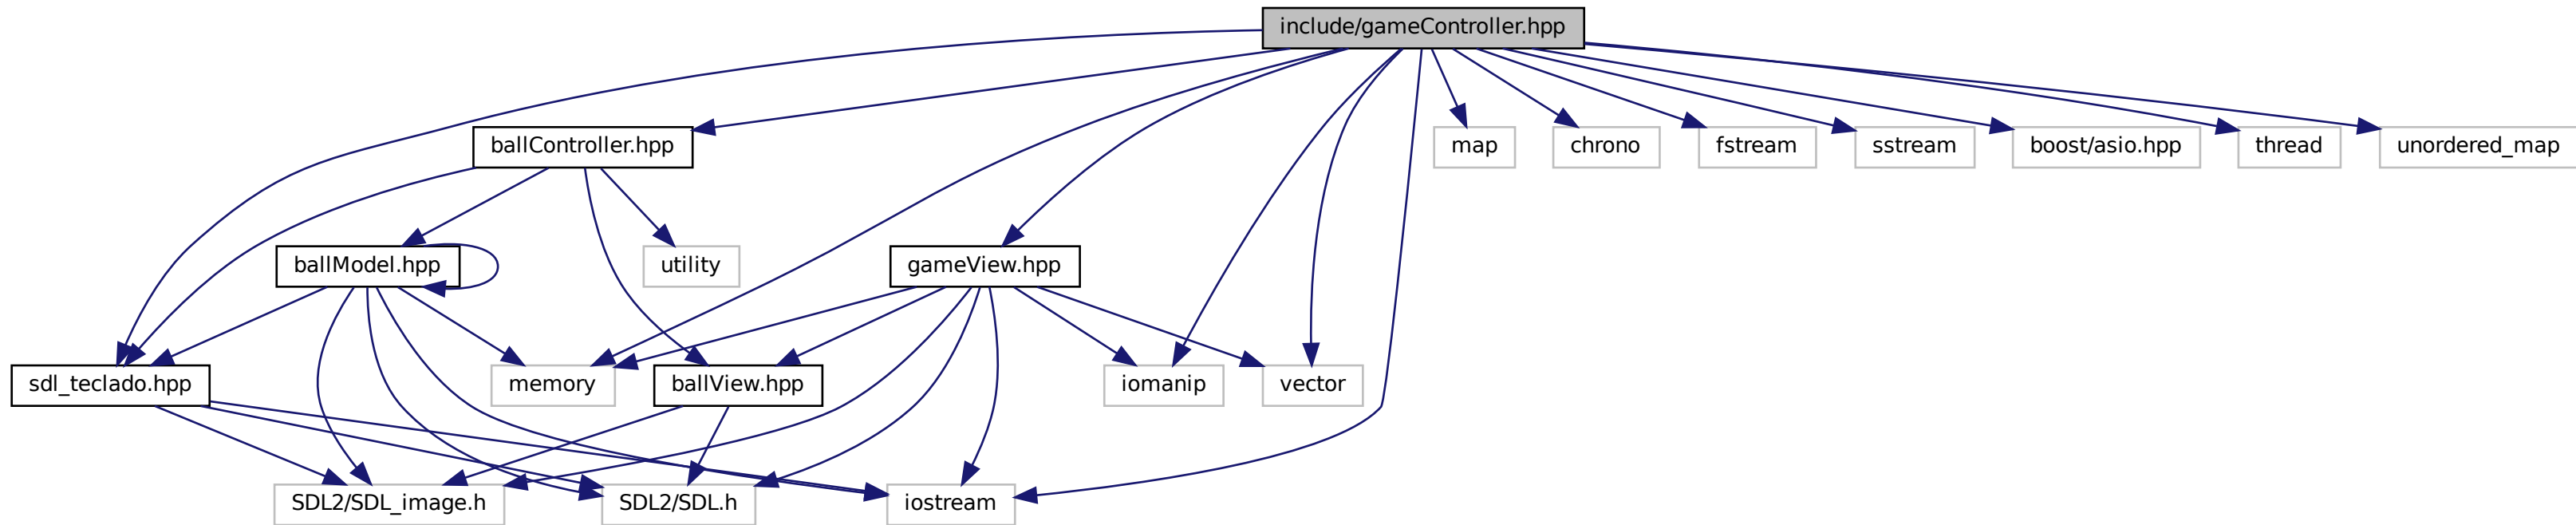 include/gameController.hpp
ballController.hpp
map
chrono
fstream
sstream
boost/asio.hpp
thread
unordered_map
ballModel.hpp
utility
gameView.hpp
sdl_teclado.hpp
memory
ballView.hpp
iomanip
vector
SDL2/SDL_image.h
SDL2/SDL.h
iostream